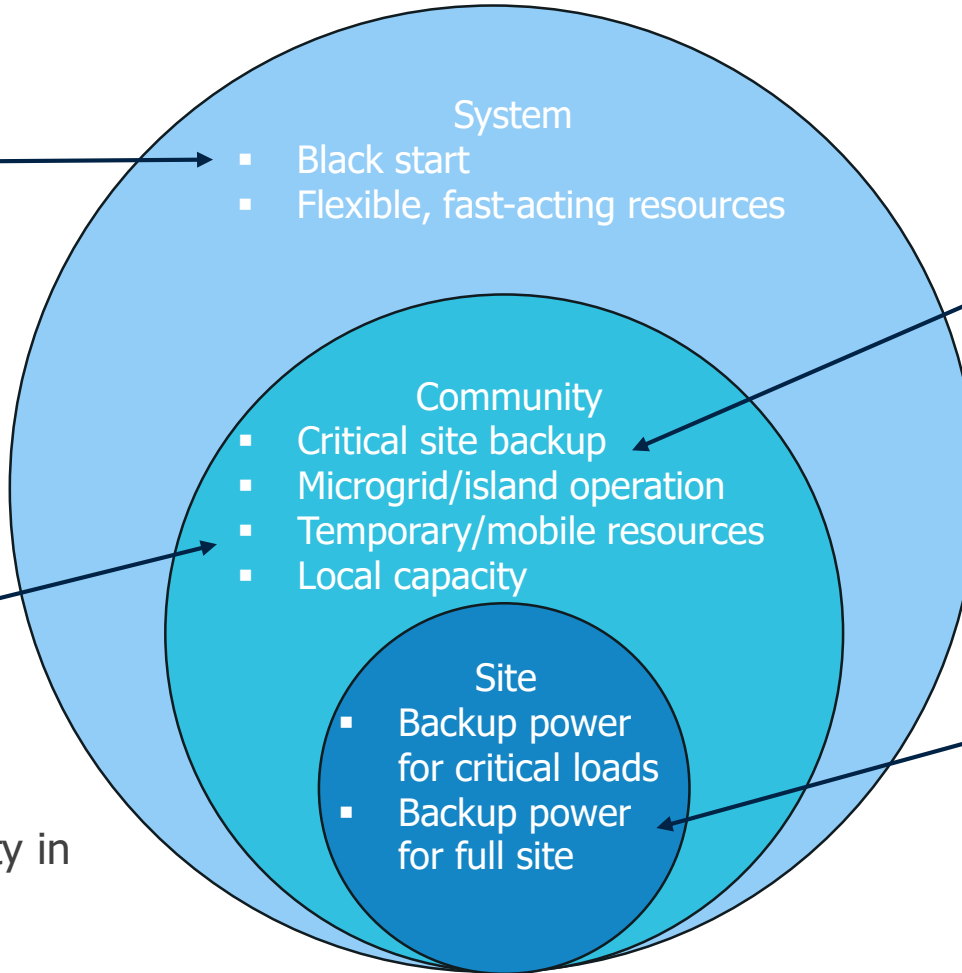 System
▪ Black start
▪ Flexible, fast-acting resources
Community
▪ Critical site backup
▪ Microgrid/island operation
▪ Temporary/mobile resources
▪ Local capacity
Site
▪ Backup power
for critical loads
▪ Backup power
for full site
in